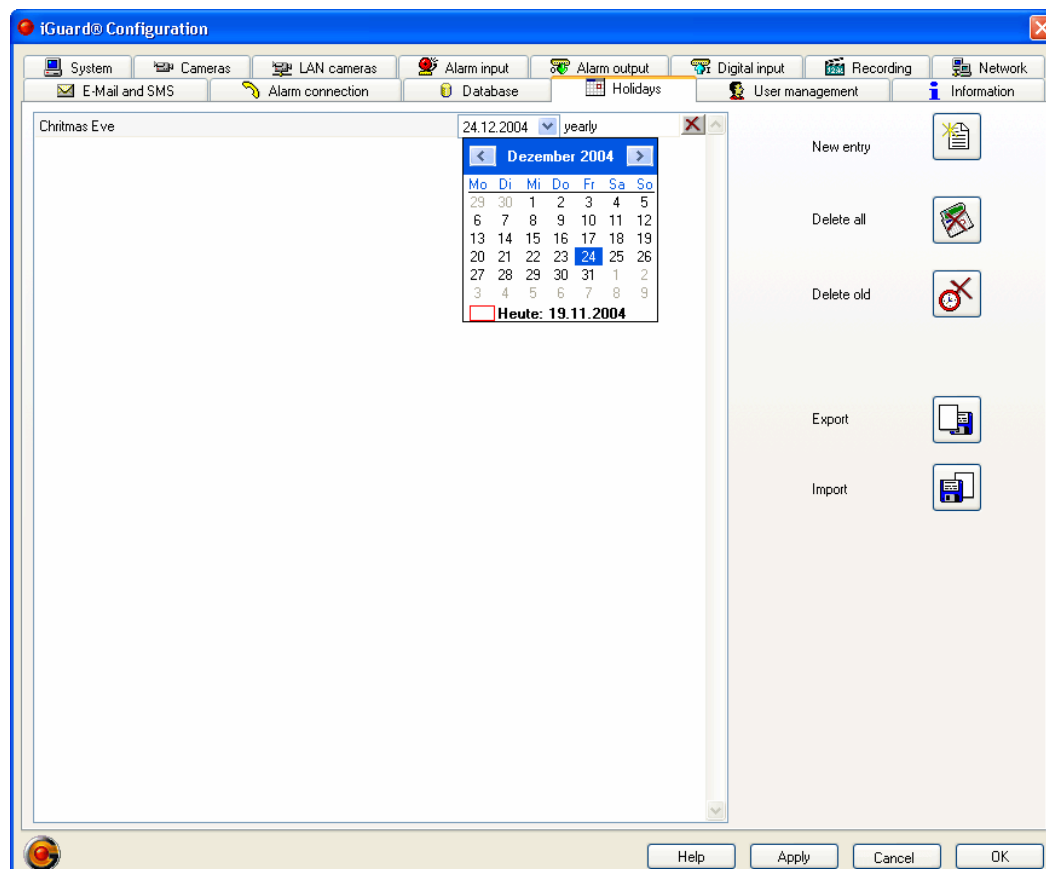 iGuard® Configuration
System Cameras LAN cameras Alarm input Alarm output Digital input Recording Network
E-Mail and SMS Alarm connection Database Holidays User management Information
Chritmas Eve 24.12.2004 yearly
New entry
Dezember 2004
Mo Di Mi Do Fr Sa So
29 30 1 2 3 4 5
6 7 8 9 10 11 12
13 14 15 16 17 18 19
20 21 22 23 24 25 26
27 28 29 30 31 1 2
3 4 5 6 7 8 9
Heute: 19.11.2004
Delete all
Delete old
Export
Import
Help Apply Cancel OK